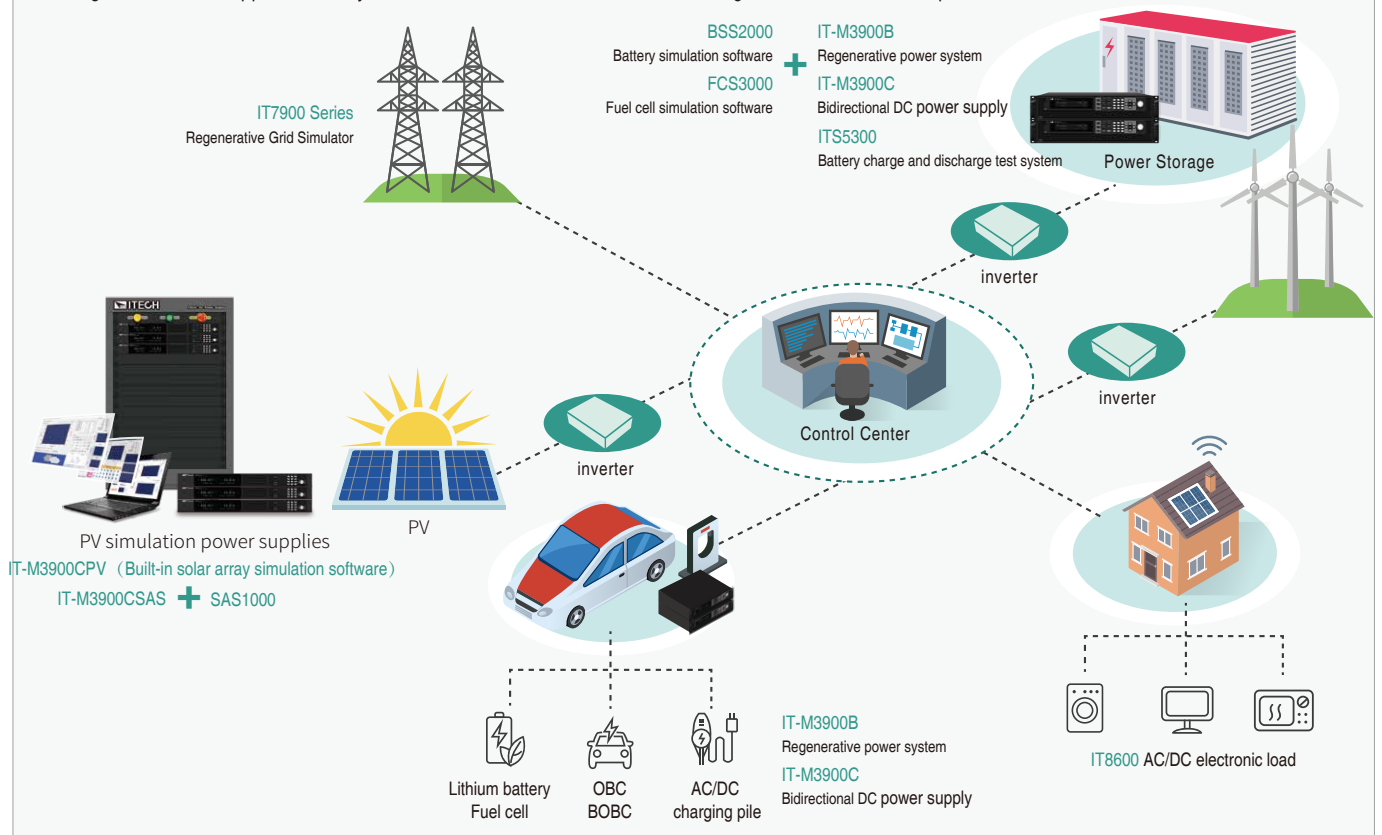 BSS2000
Battery simulation software
FCS3000
Fuel cell simulation software
+
IT-M3900B
Regenerative power system
IT-M3900C
Bidirectional DC power supply
ITS5300
Battery charge and discharge test system
Power Storage
IT7900 Series
Regenerative Grid Simulator
inverter
inverter
Control Center
inverter
ITECH
PV
PV simulation power supplies
IT-M3900CPV（Built-in solar array simulation software）
IT-M3900CSAS + SAS1000
Lithium battery
Fuel cell
OBC
BOBC
AC/DC
charging pile
IT-M3900B
Regenerative power system
IT-M3900C
Bidirectional DC power supply
IT8600 AC/DC electronic load